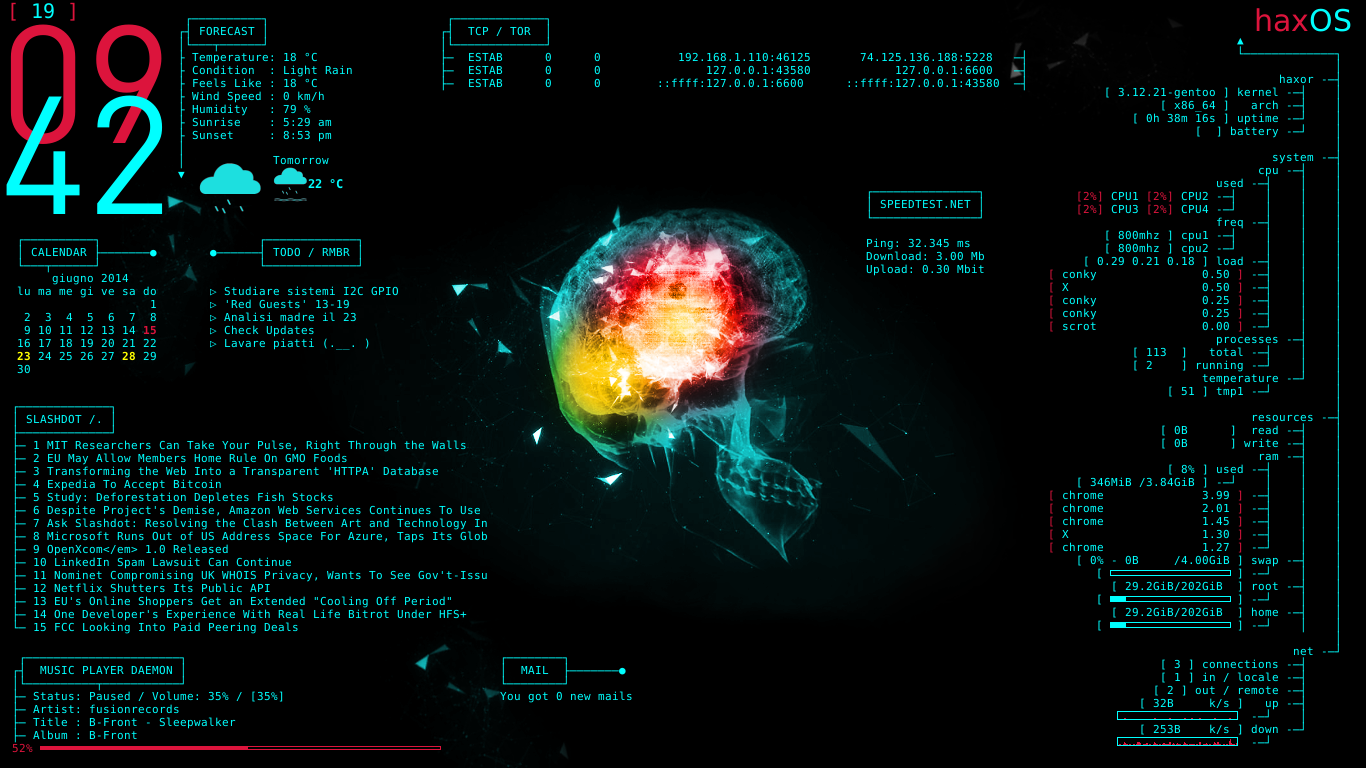 [ 19 ]
09
42
haxOS
FORECAST
Temperature: 18 °C
Condition  : Light Rain
Feels Like : 18 °C
Wind Speed : 0 km/h
Humidity   : 79 %
Sunrise    : 5:29 am
Sunset     : 8:53 pm
Tomorrow
22 °C
TCP / TOR
ESTAB 0 0 192.168.1.110:46125 74.125.136.188:5228
ESTAB 0 0 127.0.0.1:43580 127.0.0.1:6600
ESTAB 0 0 ::ffff:127.0.0.1:6600 ::ffff:127.0.0.1:43580
SPEEDTEST.NET
Ping: 32.345 ms
Download: 3.00 Mb
Upload: 0.30 Mbit
CALENDAR
giugno 2014
lu ma me gi ve sa do
1
2 3 4 5 6 7 8
9 10 11 12 13 14 15
16 17 18 19 20 21 22
23 24 25 26 27 28 29
30
TODO / RMBR
▷ Studiare sistemi I2C GPIO
▷ 'Red Guests' 13-19
▷ Analisi madre il 23
▷ Check Updates
▷ Lavare piatti (.__. )
SLASHDOT /.
1 MIT Researchers Can Take Your Pulse, Right Through the Walls
2 EU May Allow Members Home Rule On GMO Foods
3 Transforming the Web Into a Transparent 'HTTPA' Database
4 Expedia To Accept Bitcoin
5 Study: Deforestation Depletes Fish Stocks
6 Despite Project's Demise, Amazon Web Services Continues To Use
7 Ask Slashdot: Resolving the Clash Between Art and Technology In
8 Microsoft Runs Out of US Address Space For Azure, Taps Its Glob
9 OpenXcom</em> 1.0 Released
10 LinkedIn Spam Lawsuit Can Continue
11 Nominet Compromising UK WHOIS Privacy, Wants To See Gov't-Issu
12 Netflix Shutters Its Public API
13 EU's Online Shoppers Get an Extended "Cooling Off Period"
14 One Developer's Experience With Real Life Bitrot Under HFS+
15 FCC Looking Into Paid Peering Deals
MUSIC PLAYER DAEMON
Status: Paused / Volume: 35% / [35%]
Artist: fusionrecords
Title : B-Front - Sleepwalker
Album : B-Front
52%
MAIL
You got 0 new mails
haxor
[ 3.12.21-gentoo ] kernel
[ x86_64 ] arch
[ 0h 38m 16s ] uptime
[  ] battery
system
cpu
used
[2%] CPU1 [2%] CPU2
[2%] CPU3 [2%] CPU4
freq
[ 800mhz ] cpu1
[ 800mhz ] cpu2
[ 0.29 0.21 0.18 ] load
[ conky 0.50 ]
[ X 0.50 ]
[ conky 0.25 ]
[ conky 0.25 ]
[ scrot 0.00 ]
processes
[ 113 ] total
[ 2 ] running
temperature
[ 51 ] tmp1
resources
[ 0B ] read
[ 0B ] write
ram
[ 8% ] used
[ 346MiB /3.84GiB ]
[ chrome 3.99 ]
[ chrome 2.01 ]
[ chrome 1.45 ]
[ X 1.30 ]
[ chrome 1.27 ]
[ 0% - 0B /4.00GiB ] swap
[ ]
[ 29.2GiB/202GiB ] root
[ ]
[ 29.2GiB/202GiB ] home
[ ]
net
[ 3 ] connections
[ 1 ] in / locale
[ 2 ] out / remote
[ 32B k/s ] up
[ 253B k/s ] down